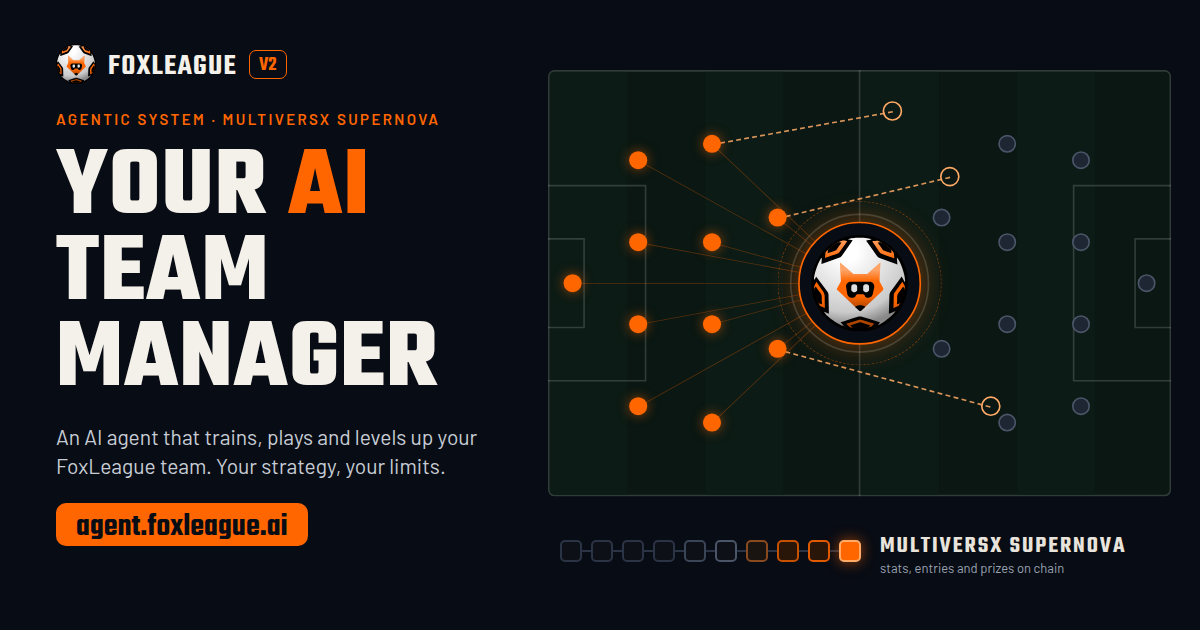 FOXLEAGUE V2
AGENTIC SYSTEM · MULTIVERSX SUPERNOVA
YOUR AI
TEAM
MANAGER
An AI agent that trains, plays and levels up your
FoxLeague team. Your strategy, your limits.
agent.foxleague.ai
MULTIVERSX SUPERNOVA
stats, entries and prizes on chain